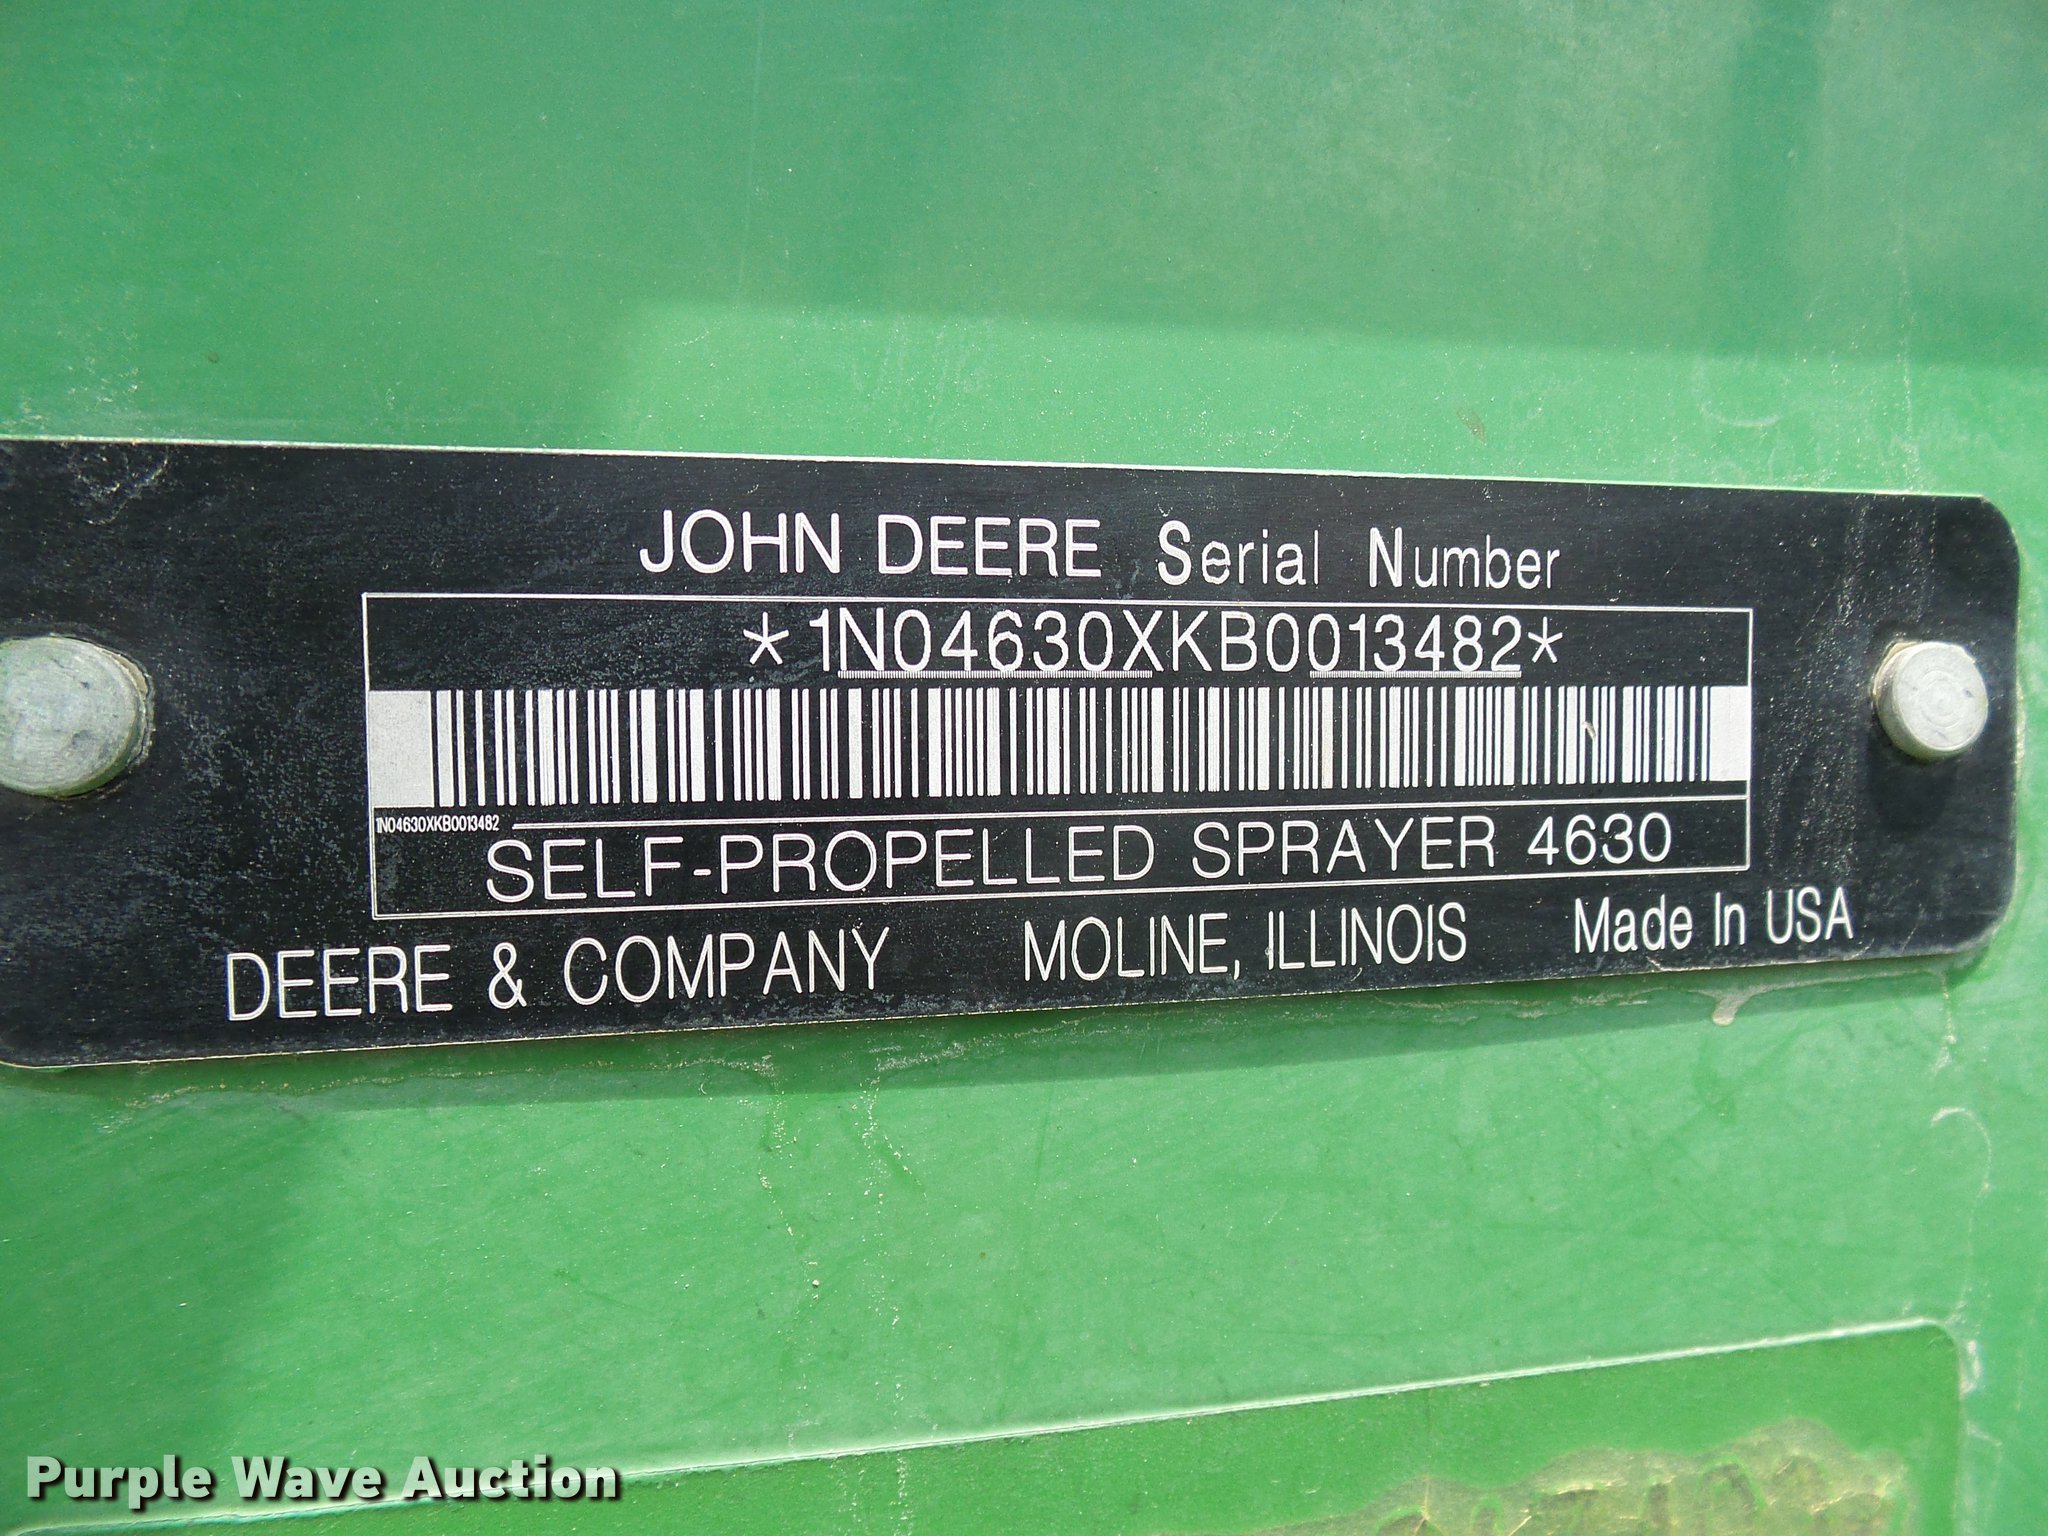 JOHN DEERE Serial Number
*1N04630XKB0013482*
1N04630XKB0013482
SELF-PROPELLED SPRAYER 4630
DEERE & COMPANY MOLINE, ILLINOIS Made In USA
Purple Wave Auction